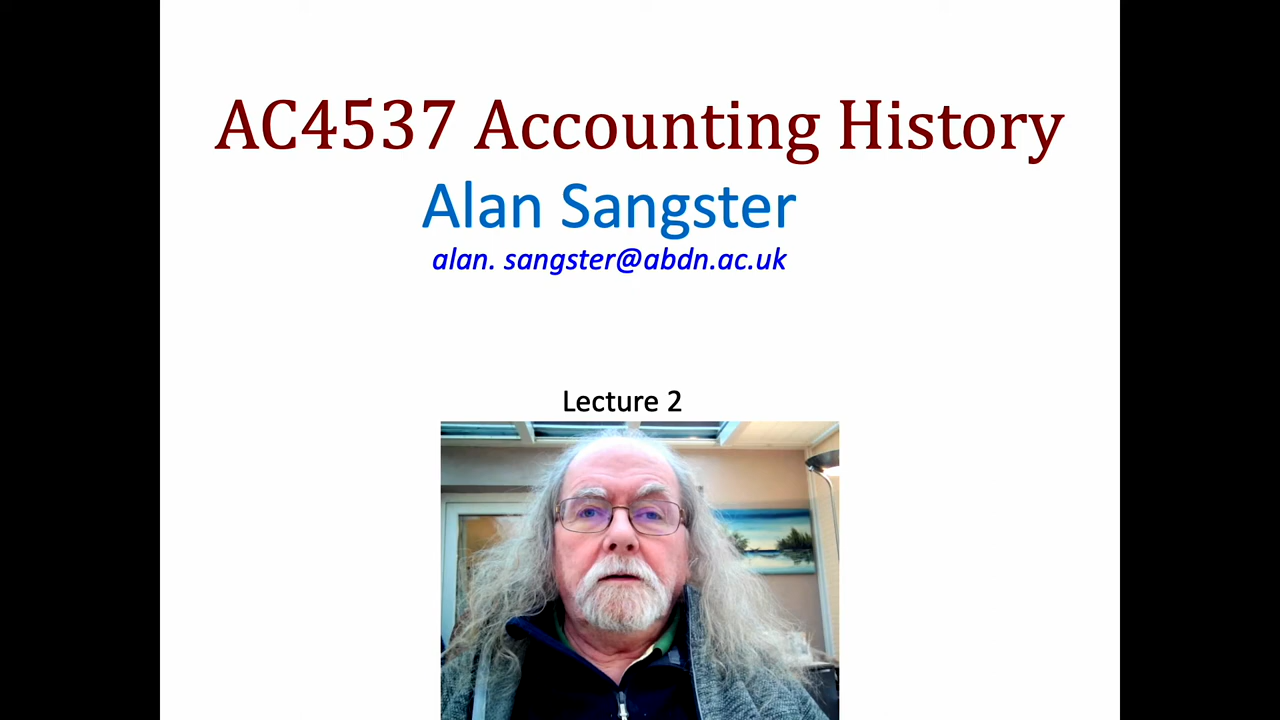 AC4537 Accounting History
Alan Sangster
alan. sangster@abdn.ac.uk
Lecture 2